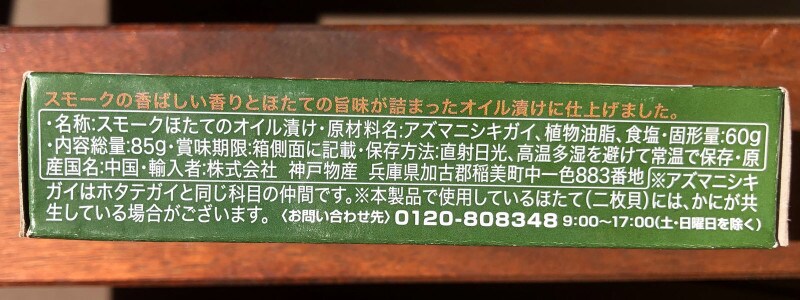 スモークの香ばしい香りとほたての旨味が詰まったオイル漬けに仕上げました。
・名称:スモークほたてのオイル漬け・原材料名:アズマニシキガイ、植物油脂、食塩・固形量:60g
・内容総量:85g・賞味期限:箱側面に記載・保存方法:直射日光、高温多湿を避けて常温で保存・原
産国名:中国・輸入者:株式会社 神戸物産 兵庫県加古郡稲美町中一色883番地 ※アズマニシキ
ガイはホタテガイと同じ科目の仲間です。※本製品で使用しているほたて(二枚貝)には、かにが共
生している場合がございます。〈お問い合わせ先〉0120-808348 9:00~17:00(土・日曜日を除く)